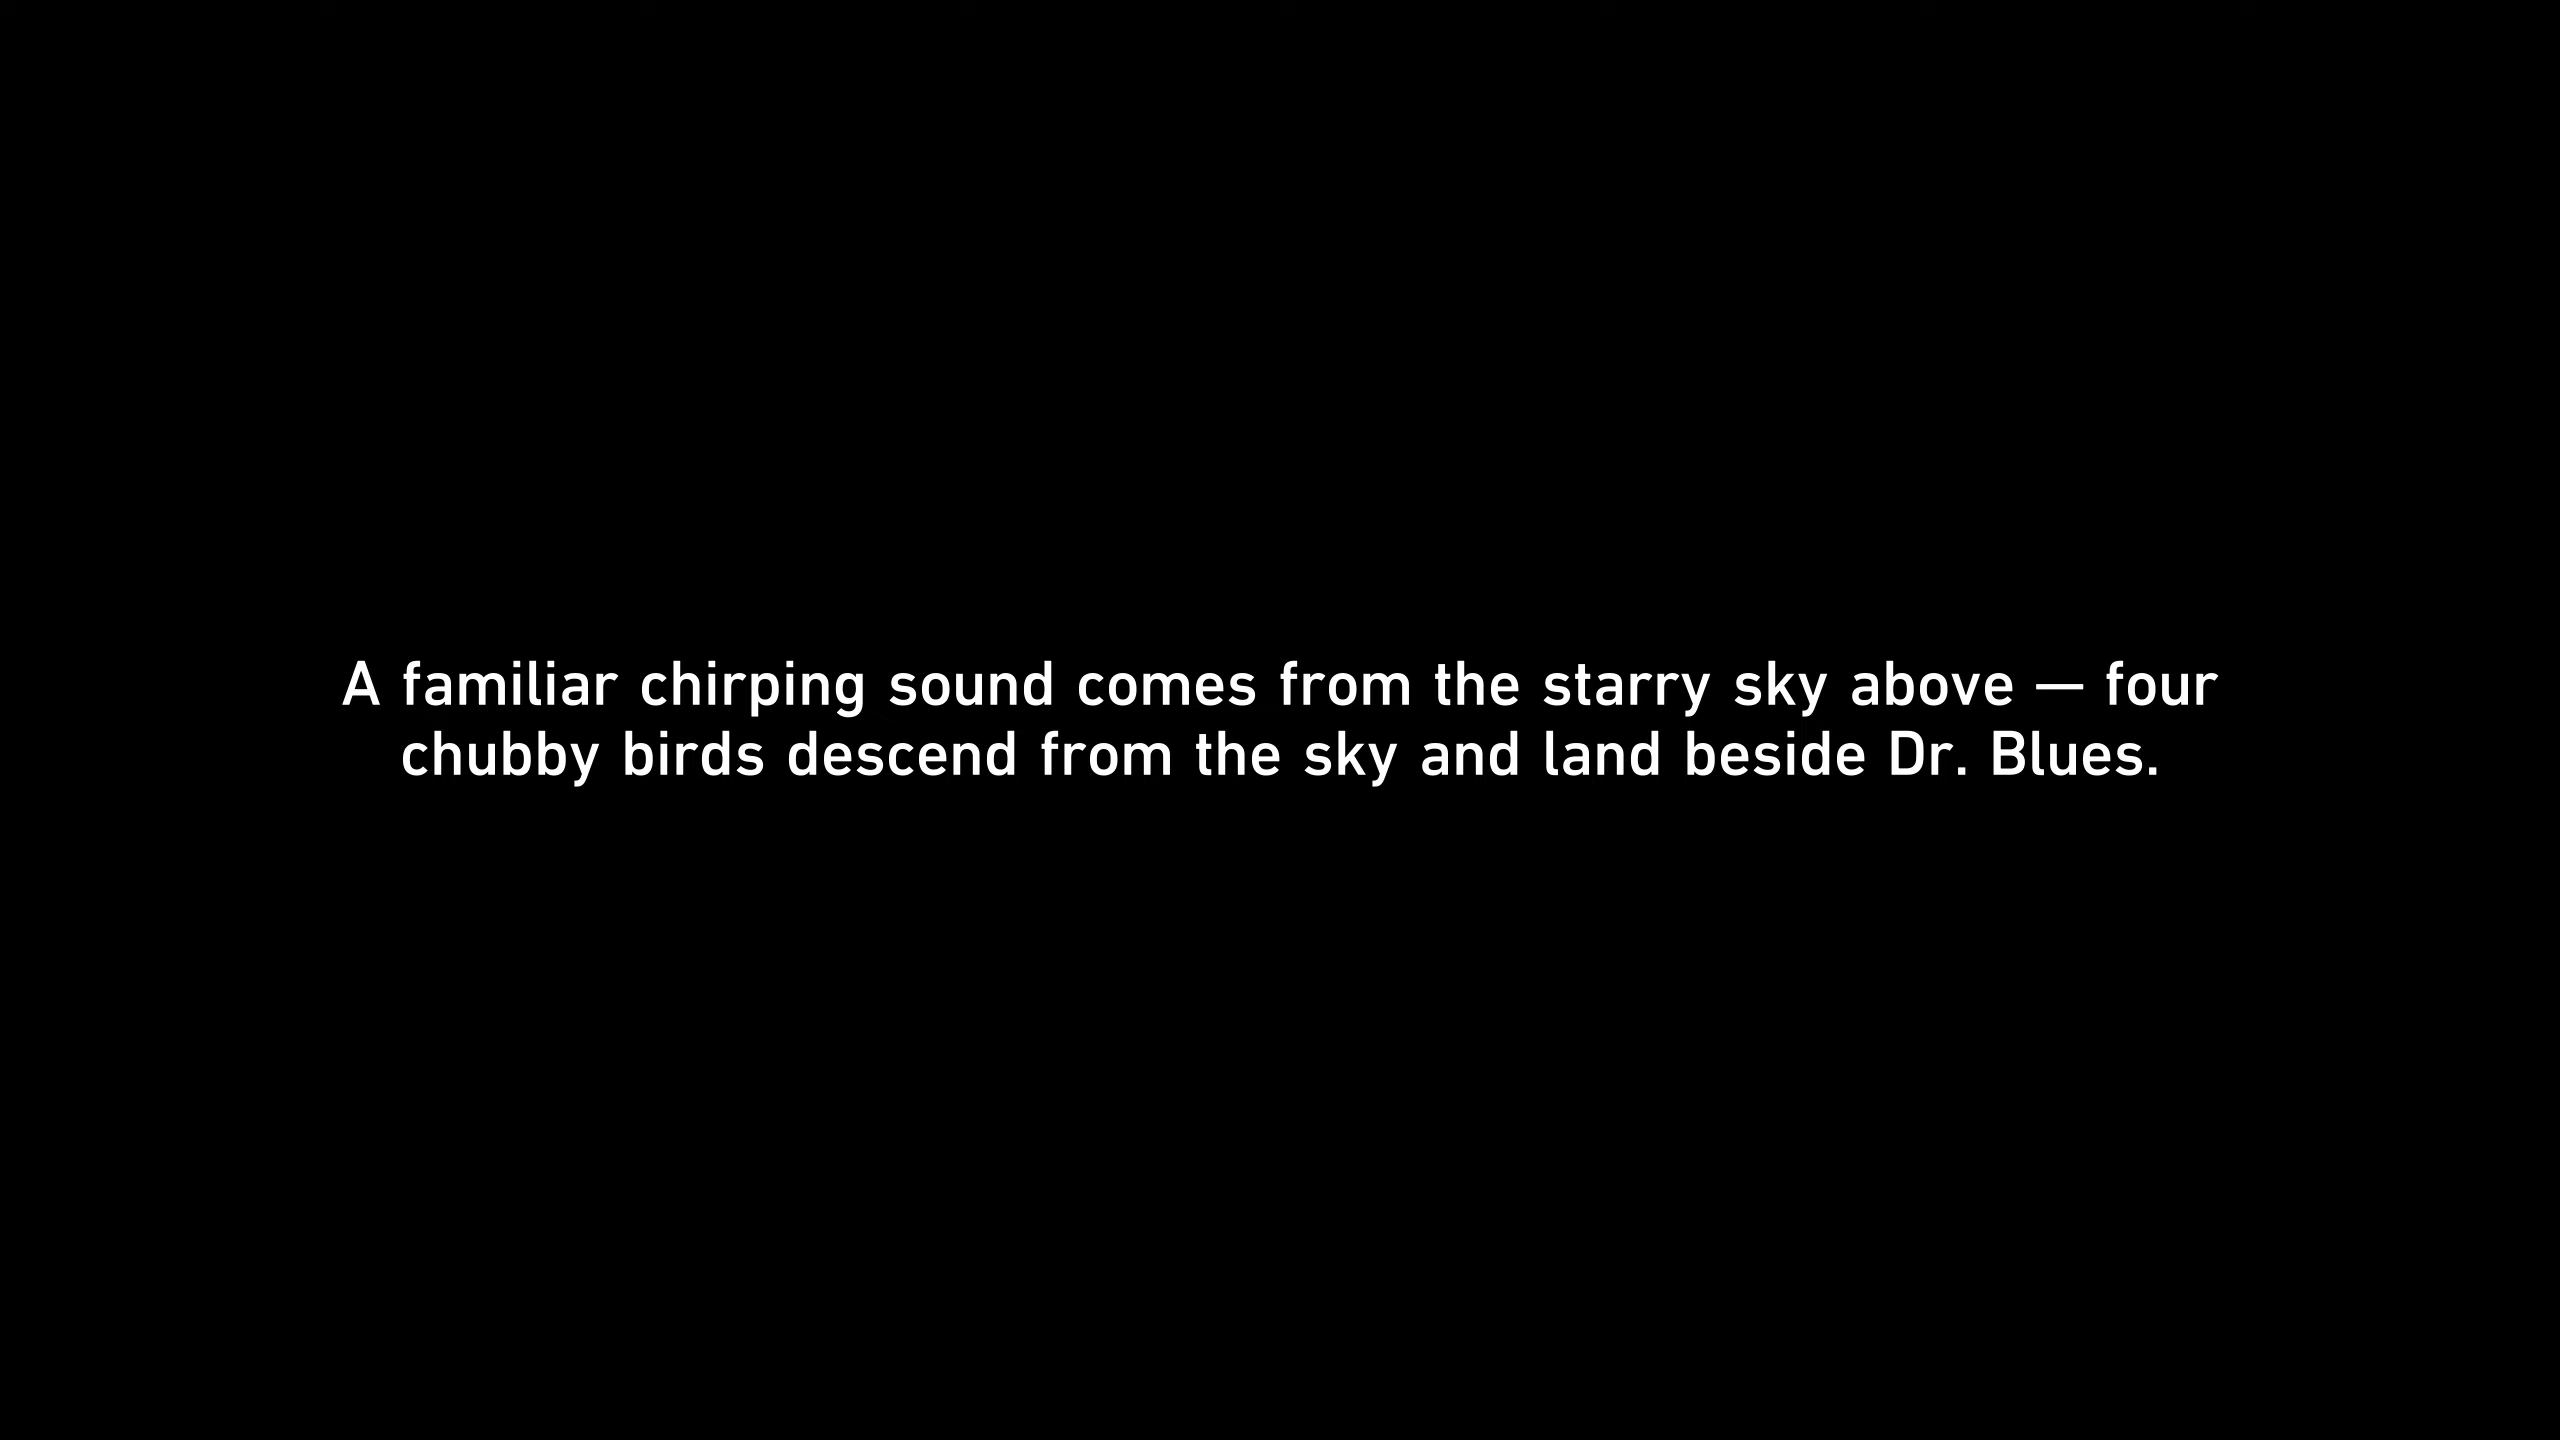 A familiar chirping sound comes from the starry sky above — four
chubby birds descend from the sky and land beside Dr. Blues.